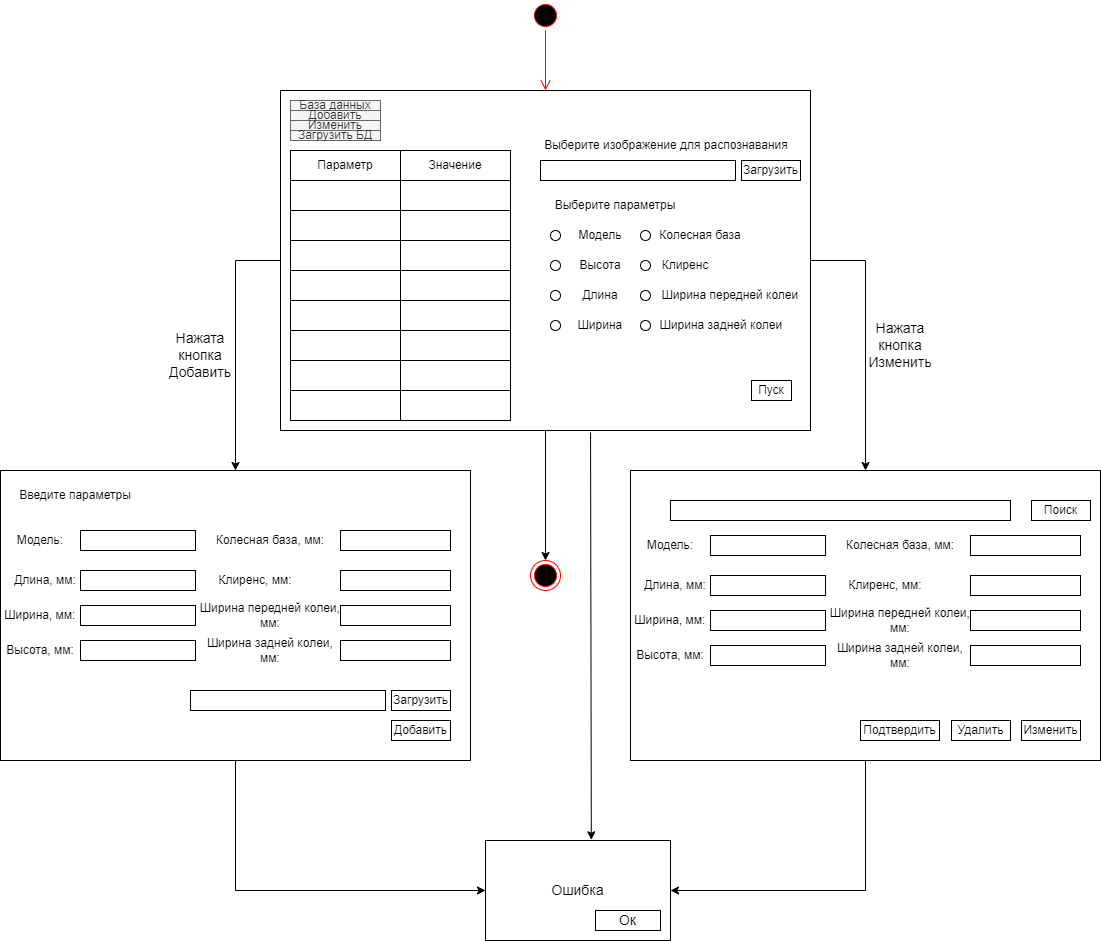 База данных
Добавить
Изменить
Загрузить БД
Параметр Значение
Выберите изображение для распознавания
Загрузить
Выберите параметры
Модель Колесная база
Высота Клиренс
Длина Ширина передней колеи
Ширина Ширина задней колеи
Пуск
Нажата
кнопка
Добавить
Нажата
кнопка
Изменить
Введите параметры
Модель: Колесная база, мм:
Длина, мм: Клиренс, мм:
Ширина, мм: Ширина передней колеи,
мм:
Высота, мм: Ширина задней колеи,
мм:
Загрузить
Добавить
Поиск
Модель: Колесная база, мм:
Длина, мм: Клиренс, мм:
Ширина, мм: Ширина передней колеи,
мм:
Высота, мм: Ширина задней колеи,
мм:
Подтвердить Удалить Изменить
Ошибка
Ок